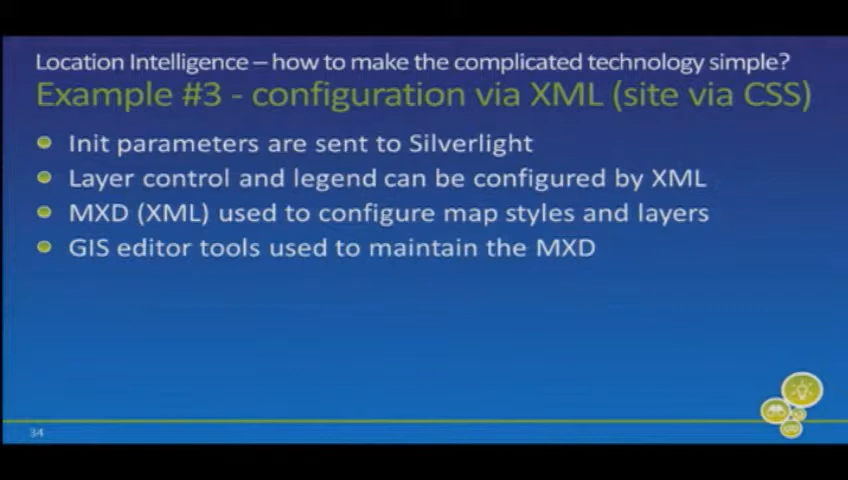 Location Intelligence – how to make the complicated technology simple?
Example #3 - configuration via XML (site via CSS)
Init parameters are sent to Silverlight
Layer control and legend can be configured by XML
MXD (XML) used to configure map styles and layers
GIS editor tools used to maintain the MXD
34